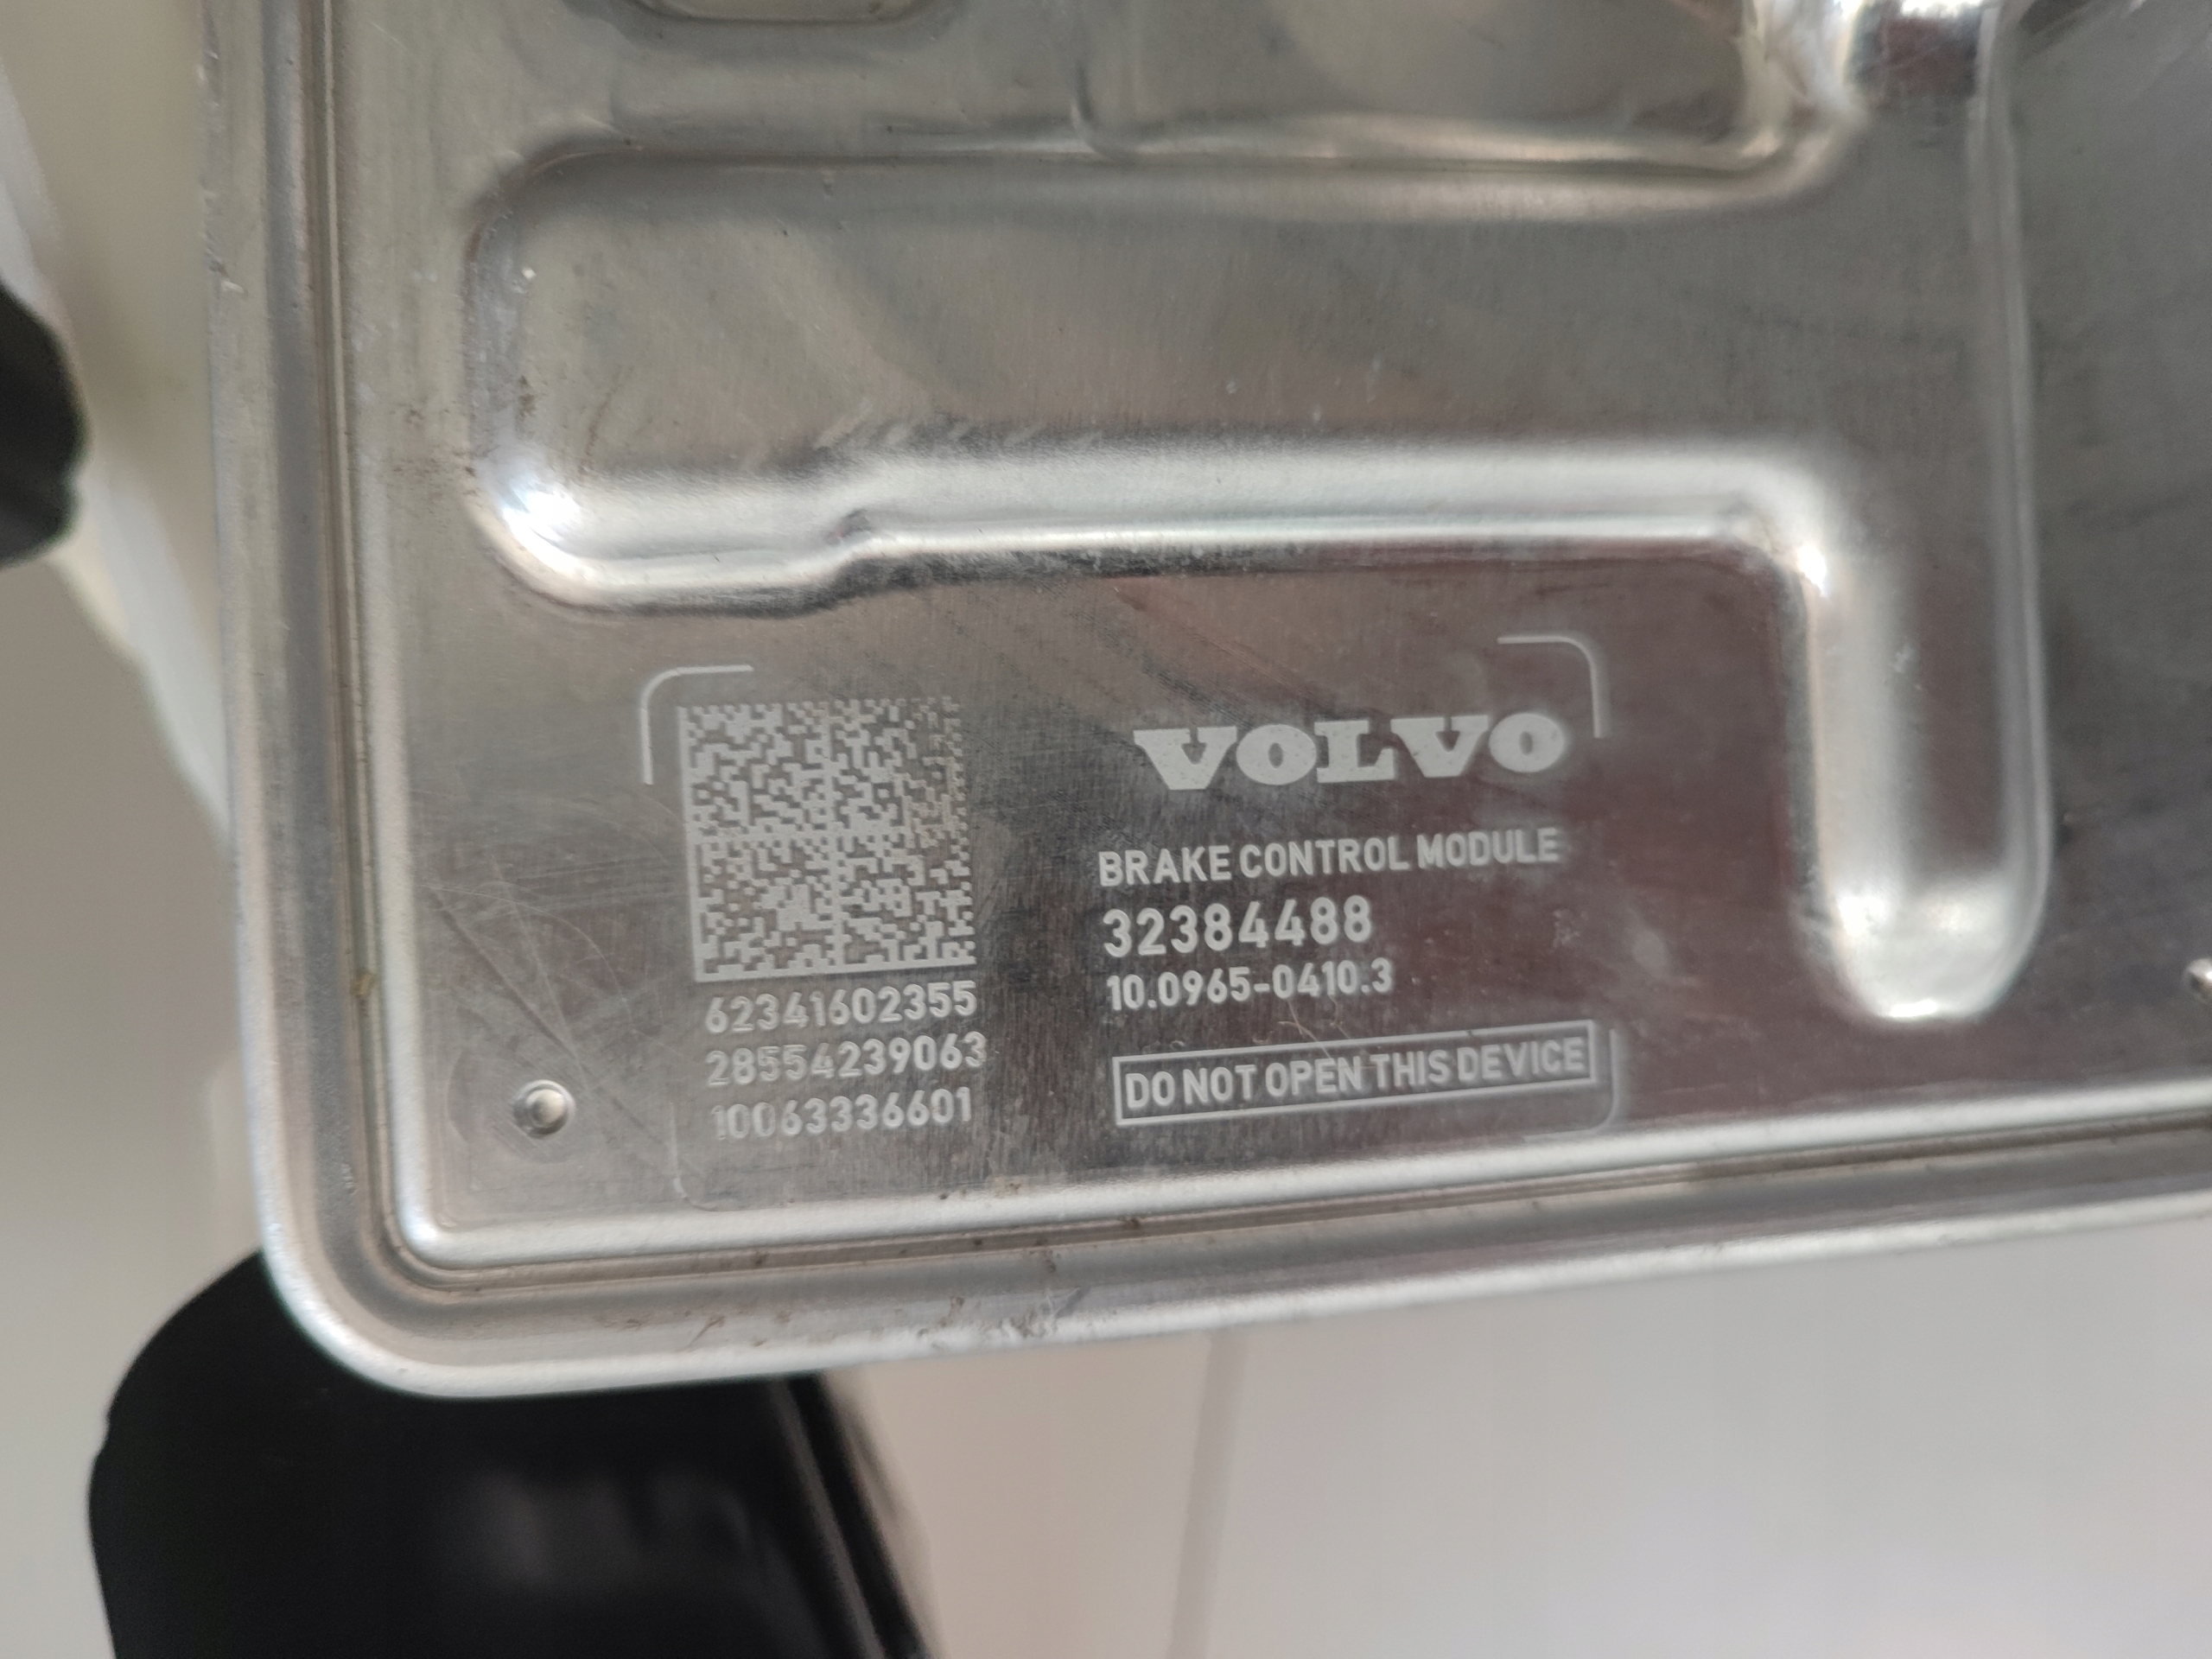 VOLVO
BRAKE CONTROL MODULE
32384488
10.0965-0410.3
DO NOT OPEN THIS DEVICE
62341602355
28554239063
10063336601